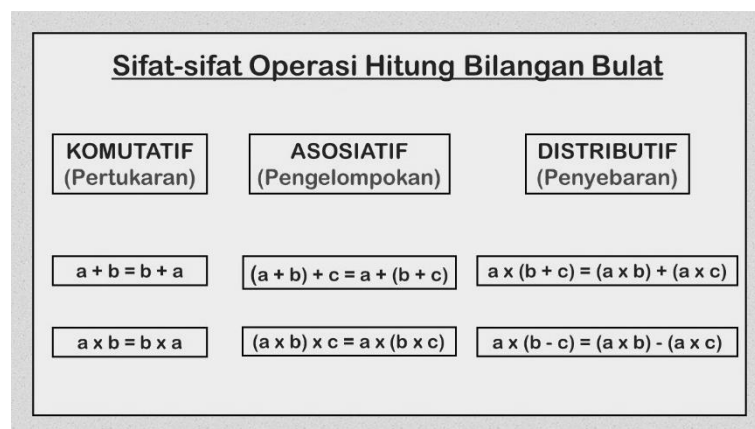 Sifat-sifat Operasi Hitung Bilangan Bulat
KOMUTATIF
(Pertukaran)
ASOSIATIF
(Pengelompokan)
DISTRIBUTIF
(Penyebaran)
a + b = b + a
(a + b) + c = a + (b + c)
a x (b + c) = (a x b) + (a x c)
a x b = b x a
(a x b) x c = a x (b x c)
a x (b - c) = (a x b) - (a x c)